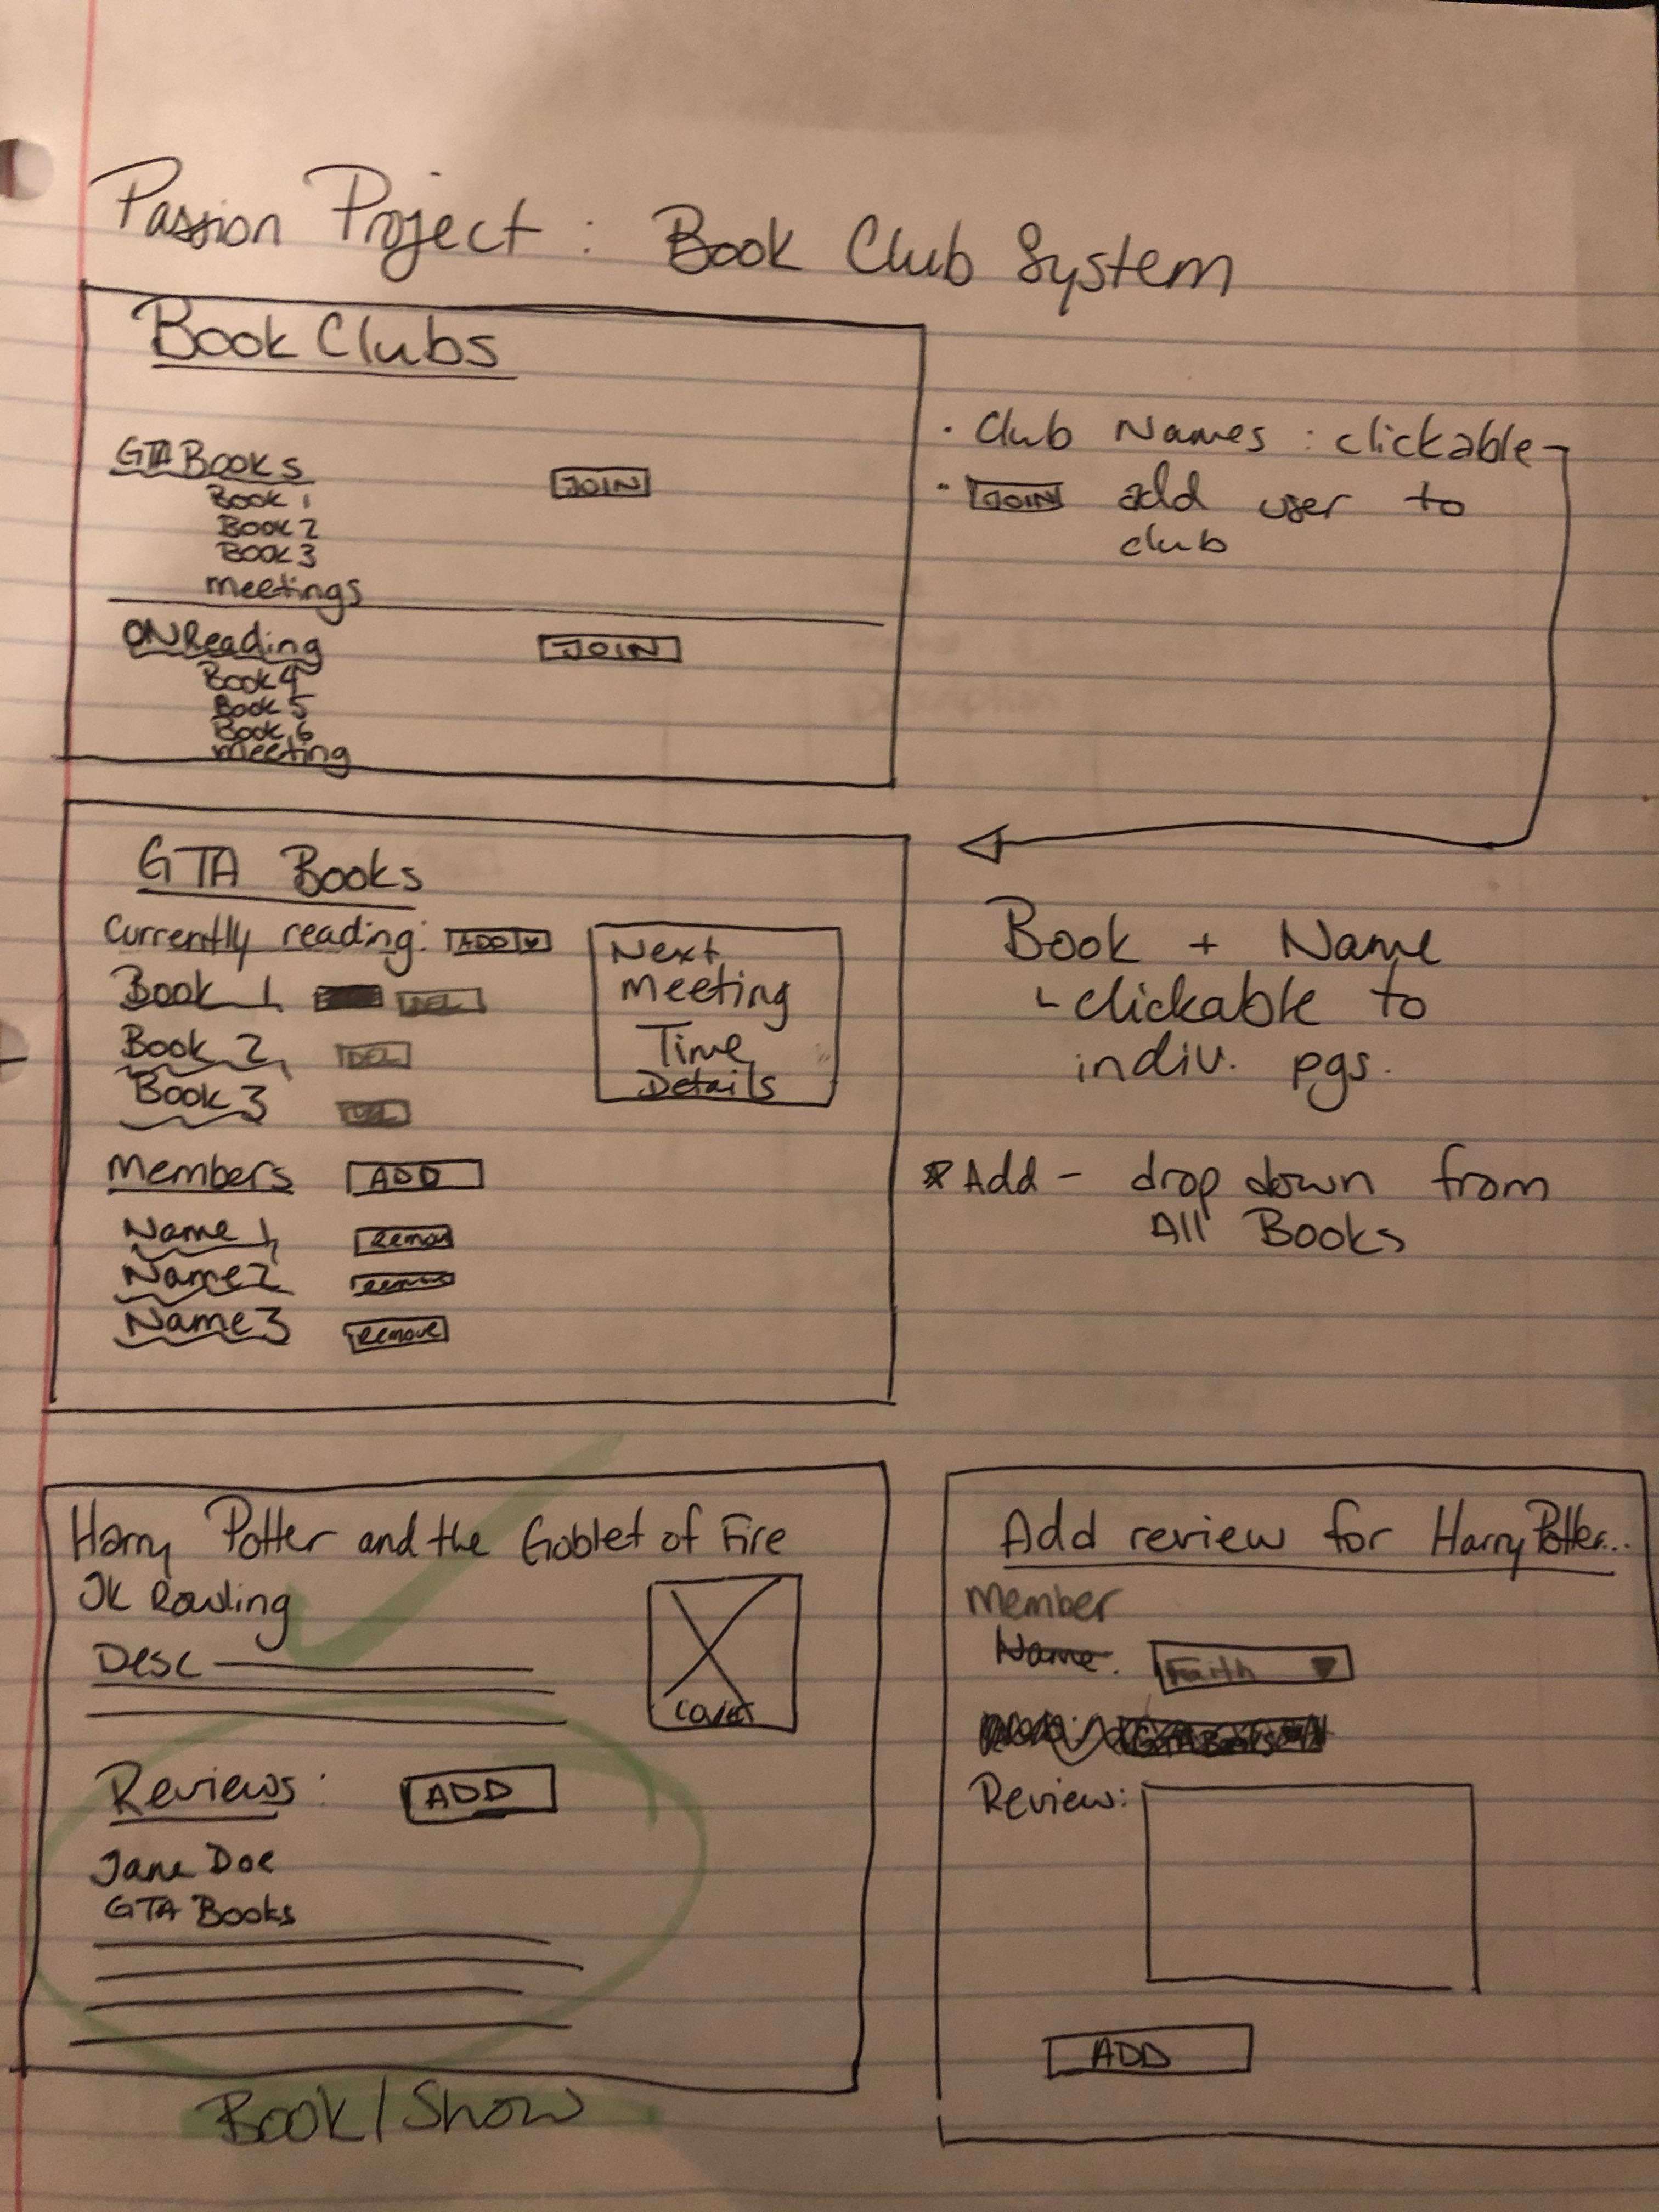 Passion Project : Book Club System
Book Clubs
GTA Books JOIN
Book 1
Book 2
Book 3
meetings
ONReading JOIN
Book 4
Book 5
Book 6
meeting
• Club Names : clickable
• JOIN add user to
club
GTA Books
Currently reading: ADD
Book 1 DEL
Book 2 DEL
Book 3 DEL
Next
Meeting
Time
Details
Members ADD
Name 1 Remov
Name 2 remove
Name 3 Remove
Book + Name
clickable to
indiv. pgs.
* Add - drop down from
All Books
Harry Potter and the Goblet of Fire
JK Rowling
Desc
cover
Reviews: ADD
Jane Doe
GTA Books
Book/Show
Add review for Harry Potter...
Member
Name: Faith
GTA Books
Review:
ADD